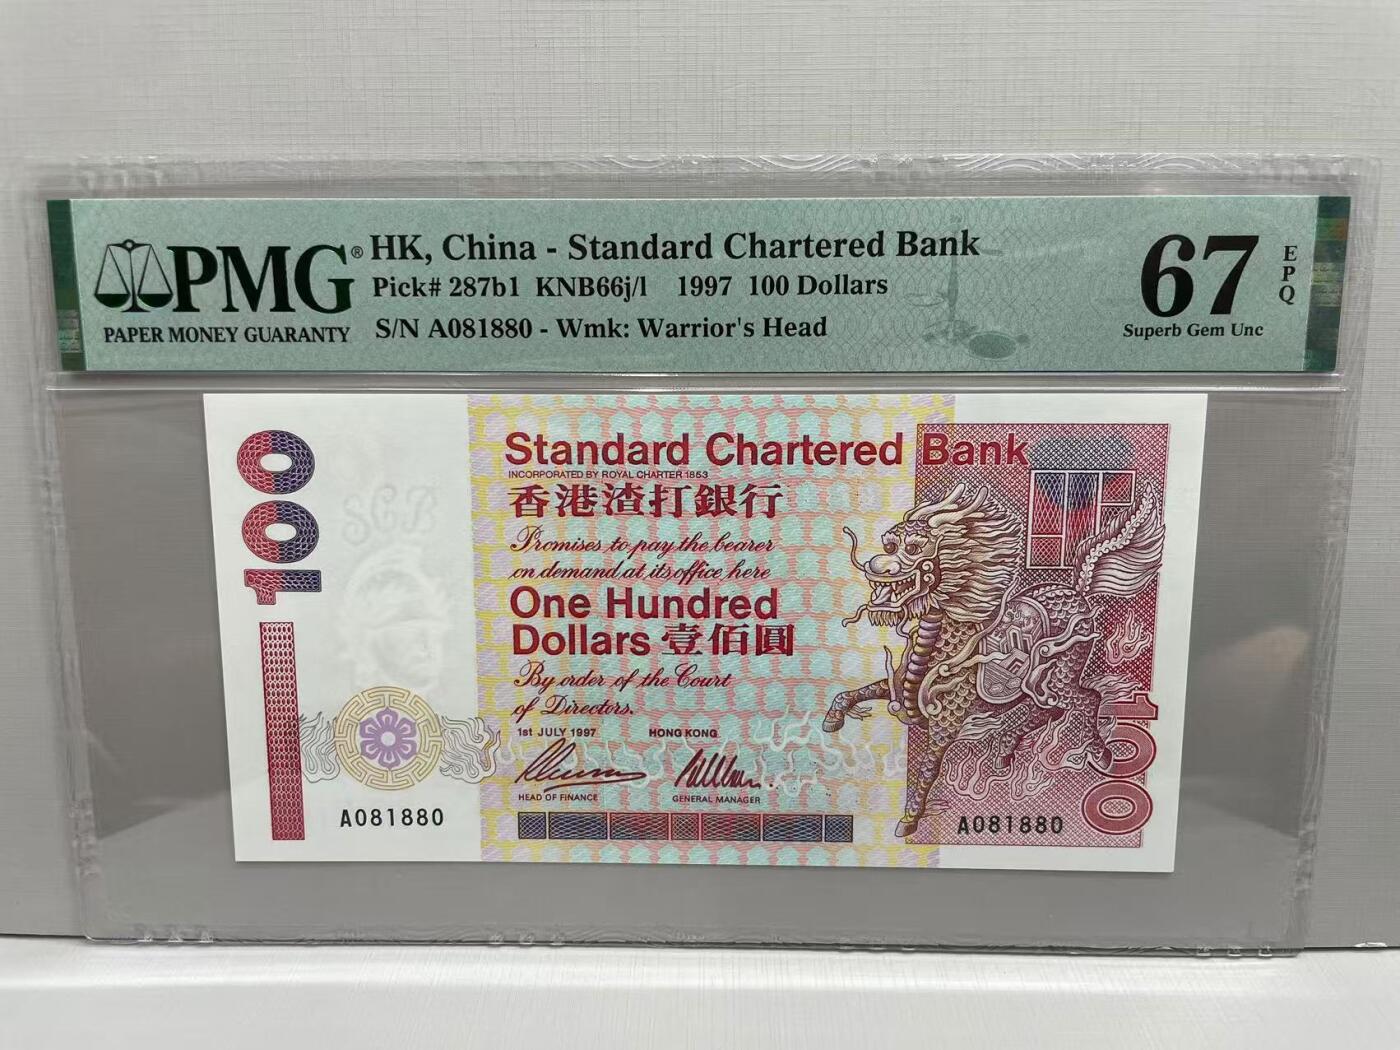 PMG®
PAPER MONEY GUARANTY
HK, China - Standard Chartered Bank
Pick# 287b1 KNB66j/l 1997 100 Dollars
S/N A081880 - Wmk: Warrior's Head
67
EPQ
Superb Gem Unc
100
SCB
Standard Chartered Bank
INCORPORATED BY ROYAL CHARTER 1853
香港渣打銀行
Promises to pay the bearer
on demand at its office here
One Hundred
Dollars 壹佰圓
By order of the Court
of Directors.
1st JULY 1997 HONG KONG
HEAD OF FINANCE GENERAL MANAGER
A081880
A081880
100